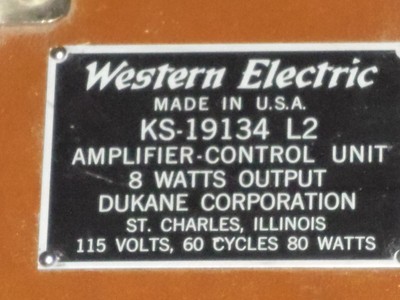 Western Electric
MADE IN U.S.A.
KS-19134 L2
AMPLIFIER-CONTROL UNIT
8 WATTS OUTPUT
DUKANE CORPORATION
ST. CHARLES, ILLINOIS
115 VOLTS, 60 CYCLES 80 WATTS